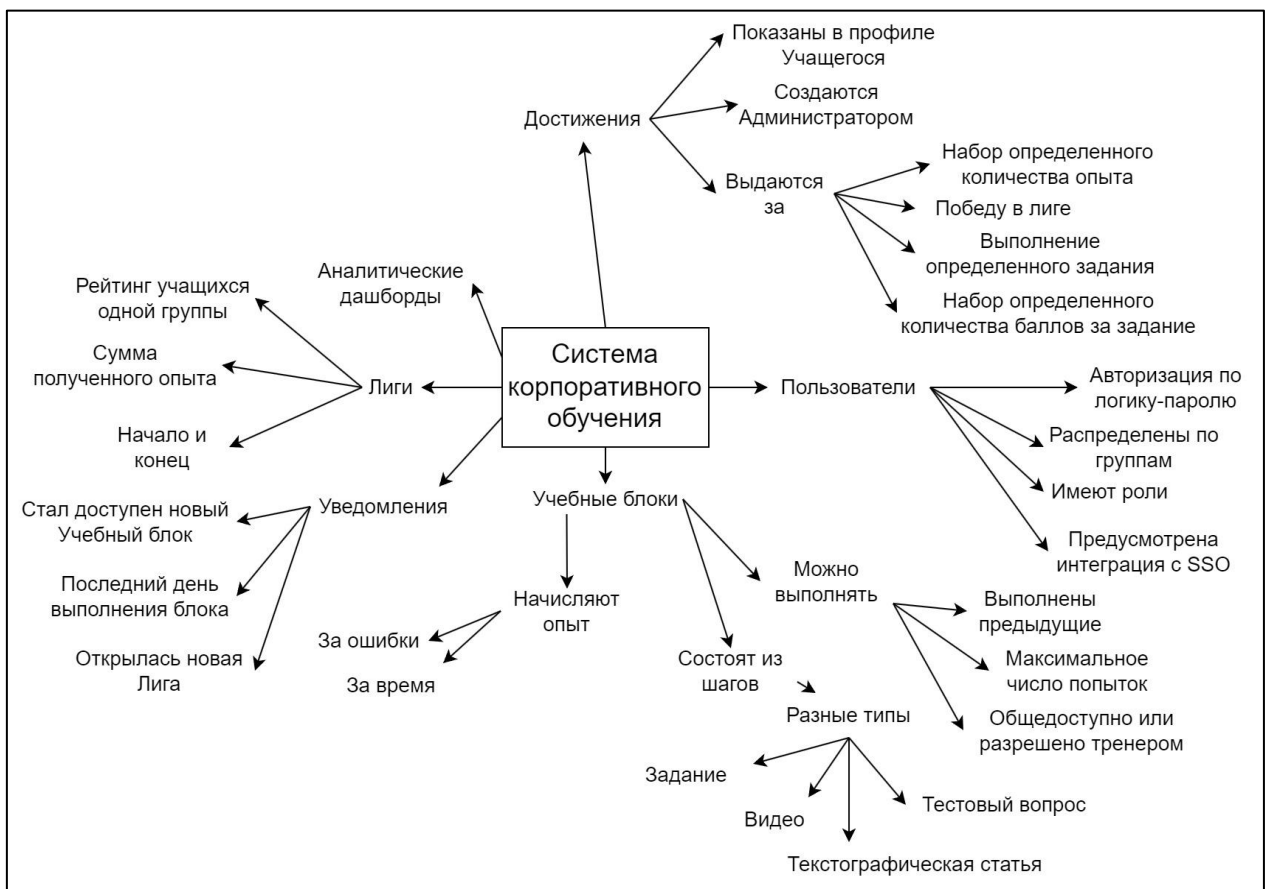 Показаны в профиле
Учащегося
Создаются
Администратором
Достижения
Выдаются
за
Набор определенного
количества опыта
Победу в лиге
Выполнение
определенного задания
Набор определенного
количества баллов за задание
Аналитические
дашборды
Рейтинг учащихся
одной группы
Сумма
полученного опыта
Лиги
Начало и
конец
Система
корпоративного
обучения
Пользователи
Авторизация по
логику-паролю
Распределены по
группам
Имеют роли
Предусмотрена
интеграция с SSO
Уведомления
Стал доступен новый
Учебный блок
Последний день
выполнения блока
Открылась новая
Лига
Учебные блоки
Начисляют
опыт
За ошибки
За время
Можно
выполнять
Выполнены
предыдущие
Максимальное
число попыток
Общедоступно или
разрешено тренером
Состоят из
шагов
Разные типы
Задание
Видео
Текстографическая статья
Тестовый вопрос